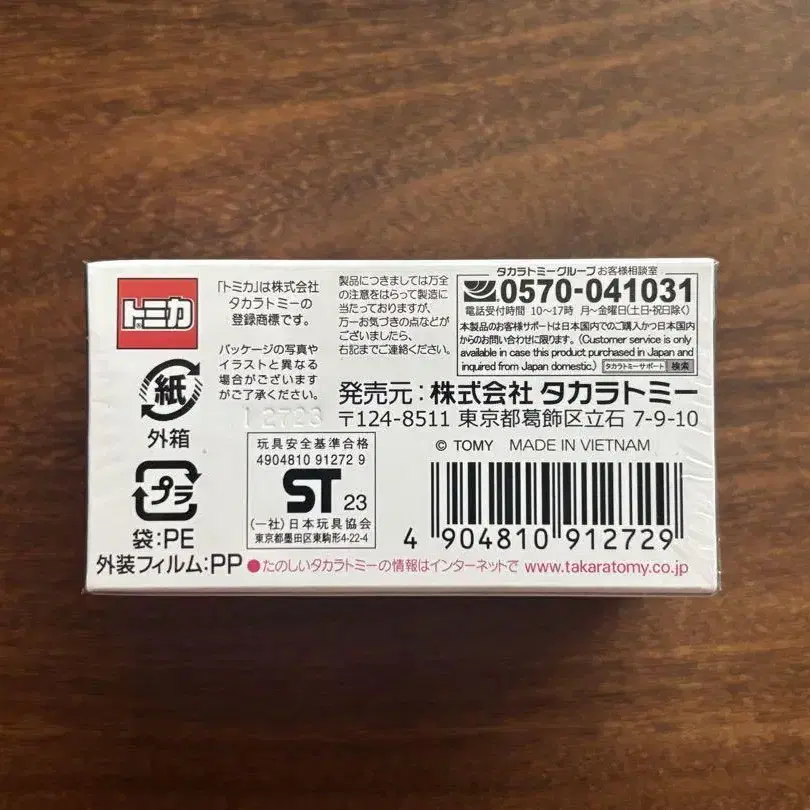 トミカ
「トミカ」は株式会社
タカラトミーの
登録商標です。
パッケージの写真や
イラストと異なる
場合がございます
がご了承ください。
製品につきましては万全
の注意をはらって製造に
当たっておりますが、
万一お気づきの点などが
ございましたら、
右記までご連絡ください。
タカラトミーグループ お客様相談室
0570-041031
電話受付時間 10〜17時 月〜金曜日(土日・祝日除く)
本製品のお客様サポートは日本国内でのご購入かつ日本国内
からのお問い合わせに限ります。(Customer service is only
available in case this product purchased in Japan and
inquired from Japan domestic.) タカラトミーサポート 検索
発売元:株式会社 タカラトミー
〒124-8511 東京都葛飾区立石 7-9-10
© TOMY MADE IN VIETNAM
紙
外箱
プラ
袋:PE
外装フィルム:PP
12723
玩具安全基準合格
4904810 91272 9
ST 23
(一社)日本玩具協会
東京都墨田区東駒形4-22-4
4 904810 912729
●たのしいタカラトミーの情報はインターネットで www.takaratomy.co.jp